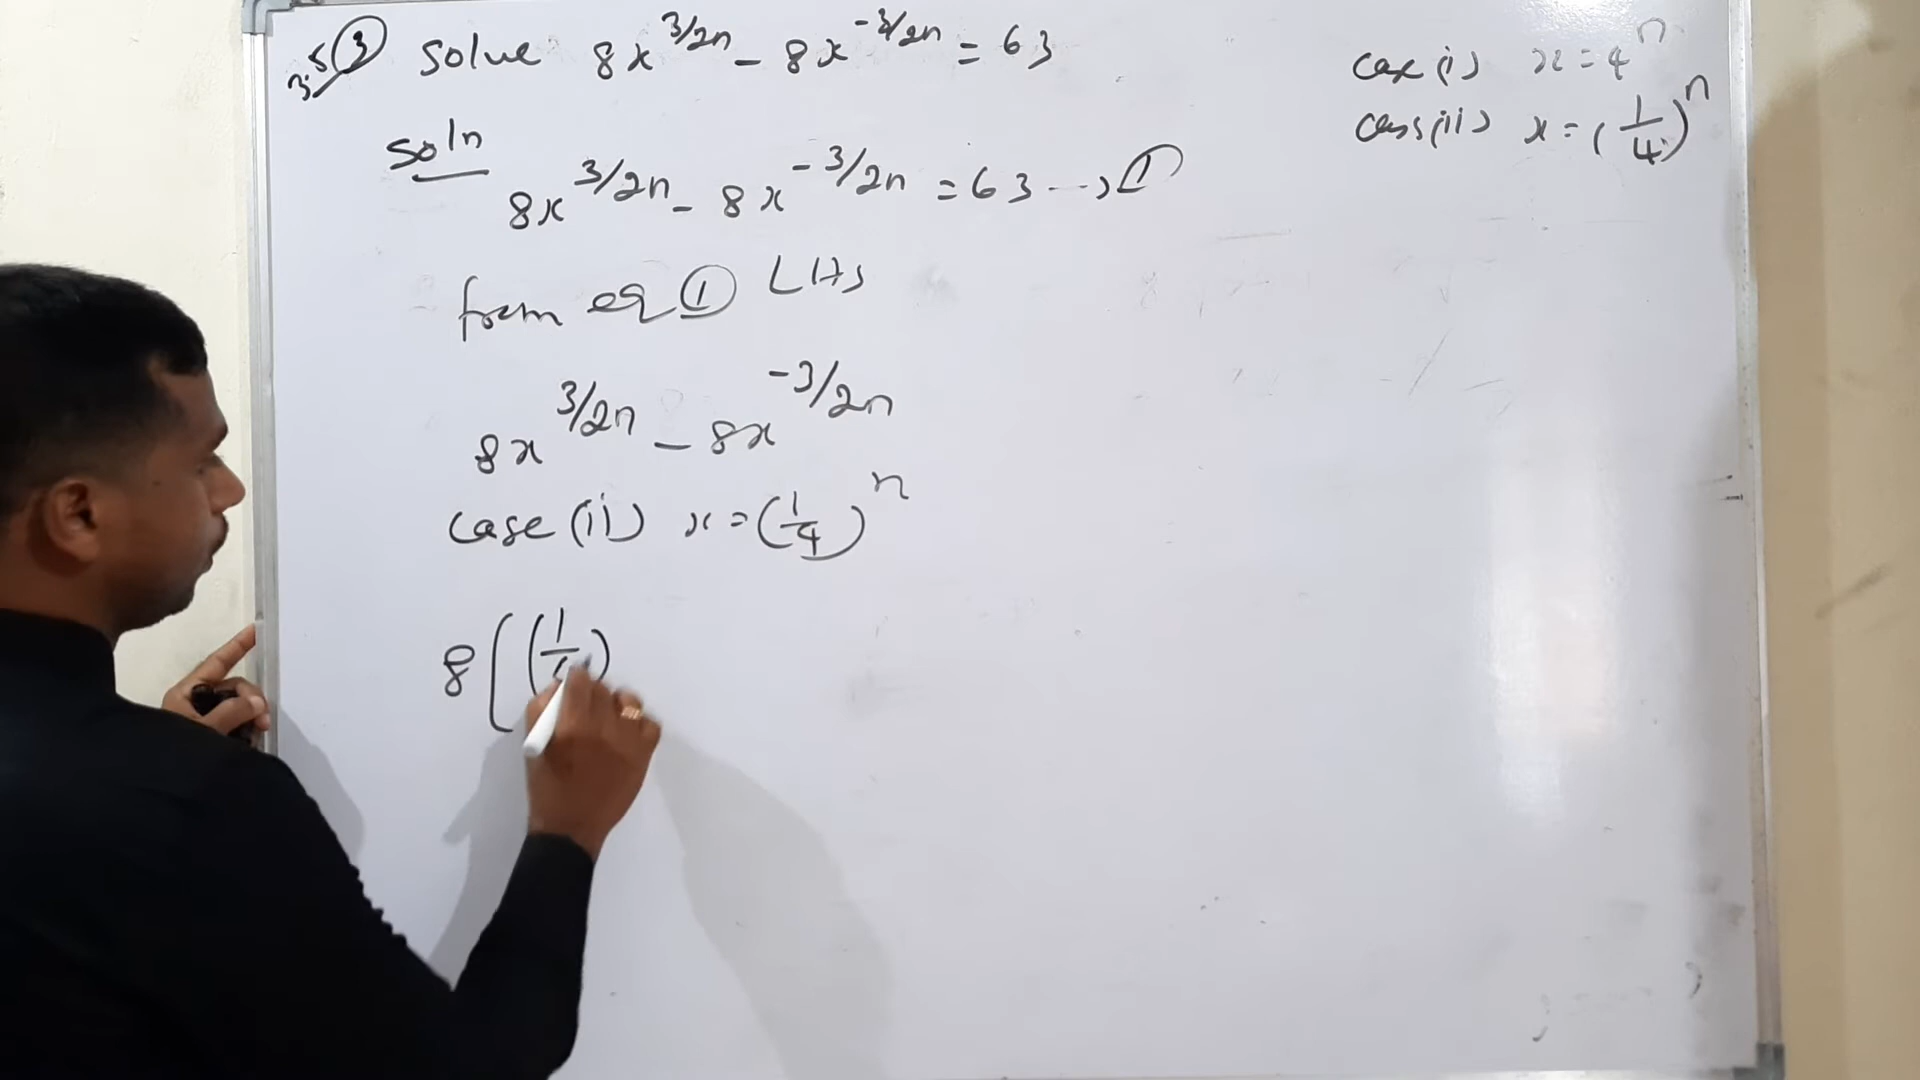 3.5 ③ Solve 8x^3/2n - 8x^-3/2n = 63
Soln
8x^3/2n - 8x^-3/2n = 63 --> ①
from eq ① LHS
8x^3/2n - 8x^-3/2n
case (ii) x = (1/4)^n
8 [ (1/4)
case (i) x = 4^n
case (ii) x = (1/4)^n